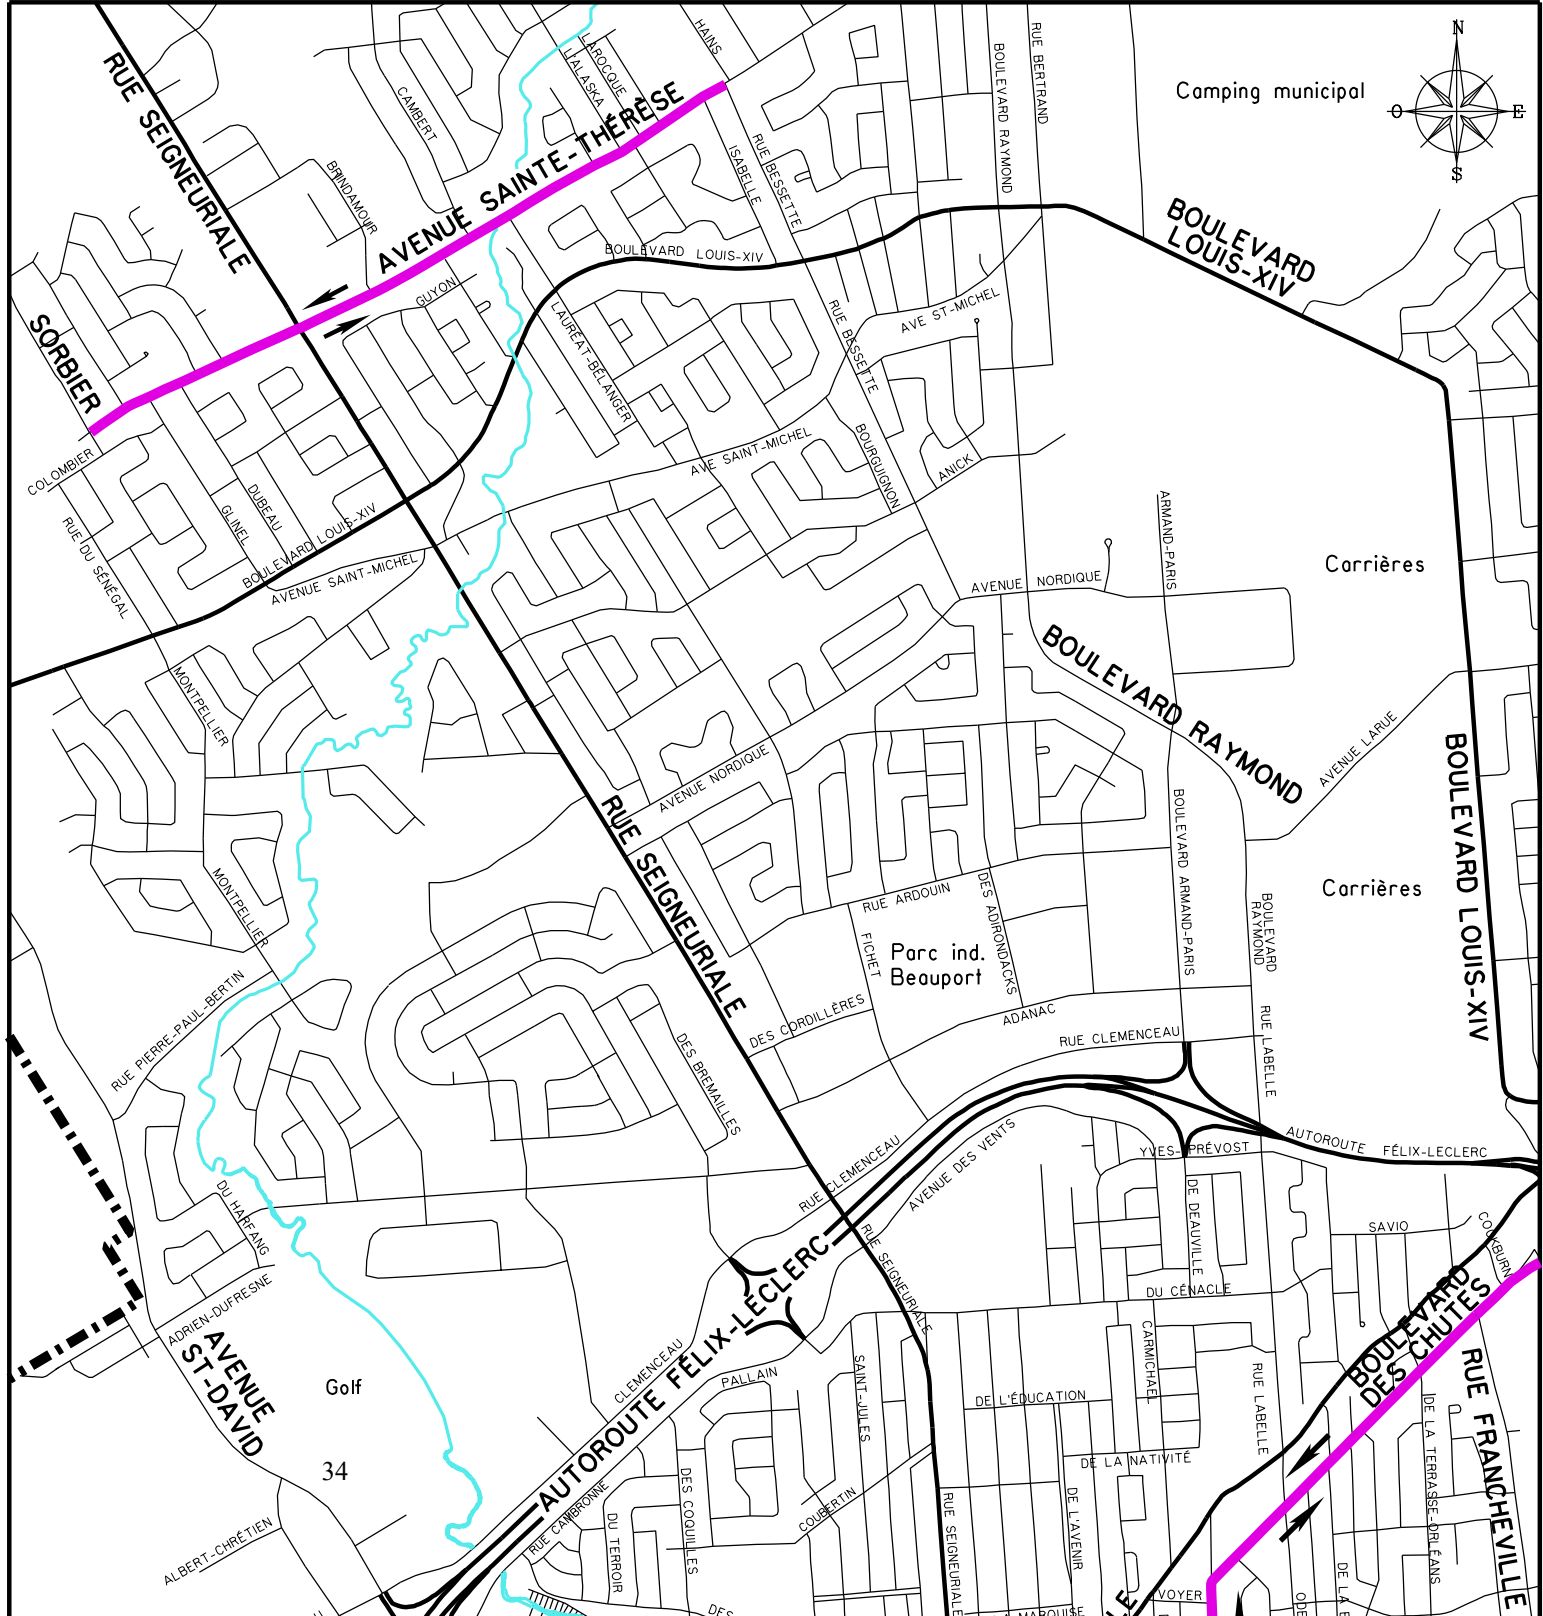 HAINS
LAROCQUE
L'ALASKA
BOULEVARD RAYMOND
RUE BERTRAND
N
O
E
S
Camping municipal
RUE SEIGNEURIALE
CAMBERT
BRINDAMOUR
AVENUE SAINTE-THÉRÈSE
ISABELLE
RUE BESSETTE
BOULEVARD
LOUIS-XIV
BOULEVARD LOUIS-XIV
GUYON
SORBIER
LAURÉAT-BÉLANGER
RUE BESSETTE
AVE ST-MICHEL
COLOMBIER
AVE SAINT-MICHEL
BOURGUIGNON
ANICK
GLINEL
DUBEAU
BOULEVARD LOUIS-XIV
RUE DU SÉNÉGAL
AVENUE SAINT-MICHEL
ARMAND-PARIS
Carrières
AVENUE NORDIQUE
BOULEVARD RAYMOND
MONTPELLIER
AVENUE LARUE
BOULEVARD LOUIS-XIV
AVENUE NORDIQUE
RUE SEIGNEURIALE
BOULEVARD ARMAND-PARIS
MONTPELLIER
RUE ARDOUIN
DES ADIRONDACKS
BOULEVARD
RAYMOND
Carrières
FICHET
Parc ind.
Beauport
RUE PIERRE-PAUL-BERTIN
DES CORDILLÈRES
ADANAC
RUE CLEMENCEAU
RUE LABELLE
DES BREMAILLES
RUE CLEMENCEAU
AVENUE DES VENTS
YVES-PRÉVOST
AUTOROUTE FÉLIX-LECLERC
DU HARFANG
DE DEAUVILLE
SAVIO
COOKBURN
RUE SEIGNEURIALE
DU CÉNACLE
ADRIEN-DUFRESNE
AVENUE
ST-DAVID
Golf
34
CLEMENCEAU
AUTOROUTE FÉLIX-LECLERC
PALLAIN
SAINT-JULES
DE L'ÉDUCATION
CARMICHAEL
RUE LABELLE
BOULEVARD
DES CHUTES
RUE FRANCHEVILLE
DE LA TERRASSE-ORLÉANS
DE LA NATIVITÉ
DES COQUILLES
COUBERTIN
RUE CAMBRONNE
DU TERROIR
RUE SEIGNEURIALE
DE L'AVENIR
ALBERT-CHRÉTIEN
VOYER
DES